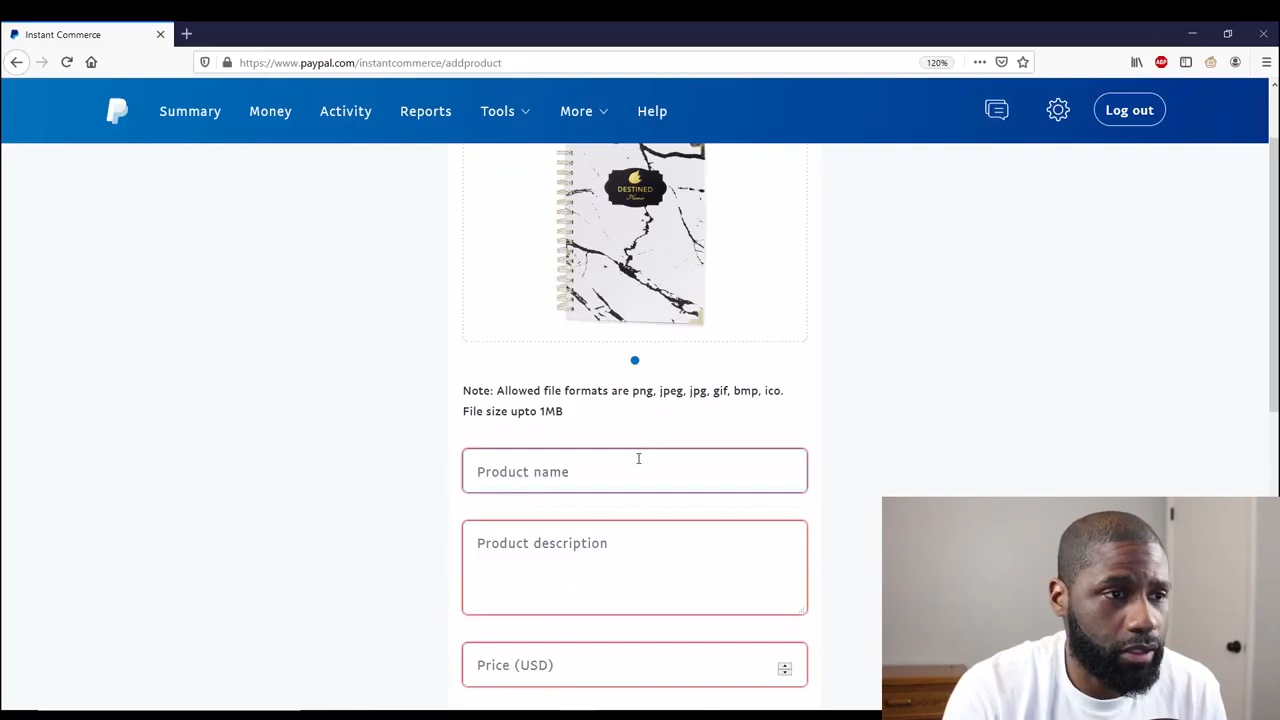 Instant Commerce
https://www.paypal.com/instantcommerce/addproduct
120%
ABP
Summary
Money
Activity
Reports
Tools
More
Help
Log out
DESTINED
Note: Allowed file formats are png, jpeg, jpg, gif, bmp, ico.
File size upto 1MB
Product name
Product description
Price (USD)